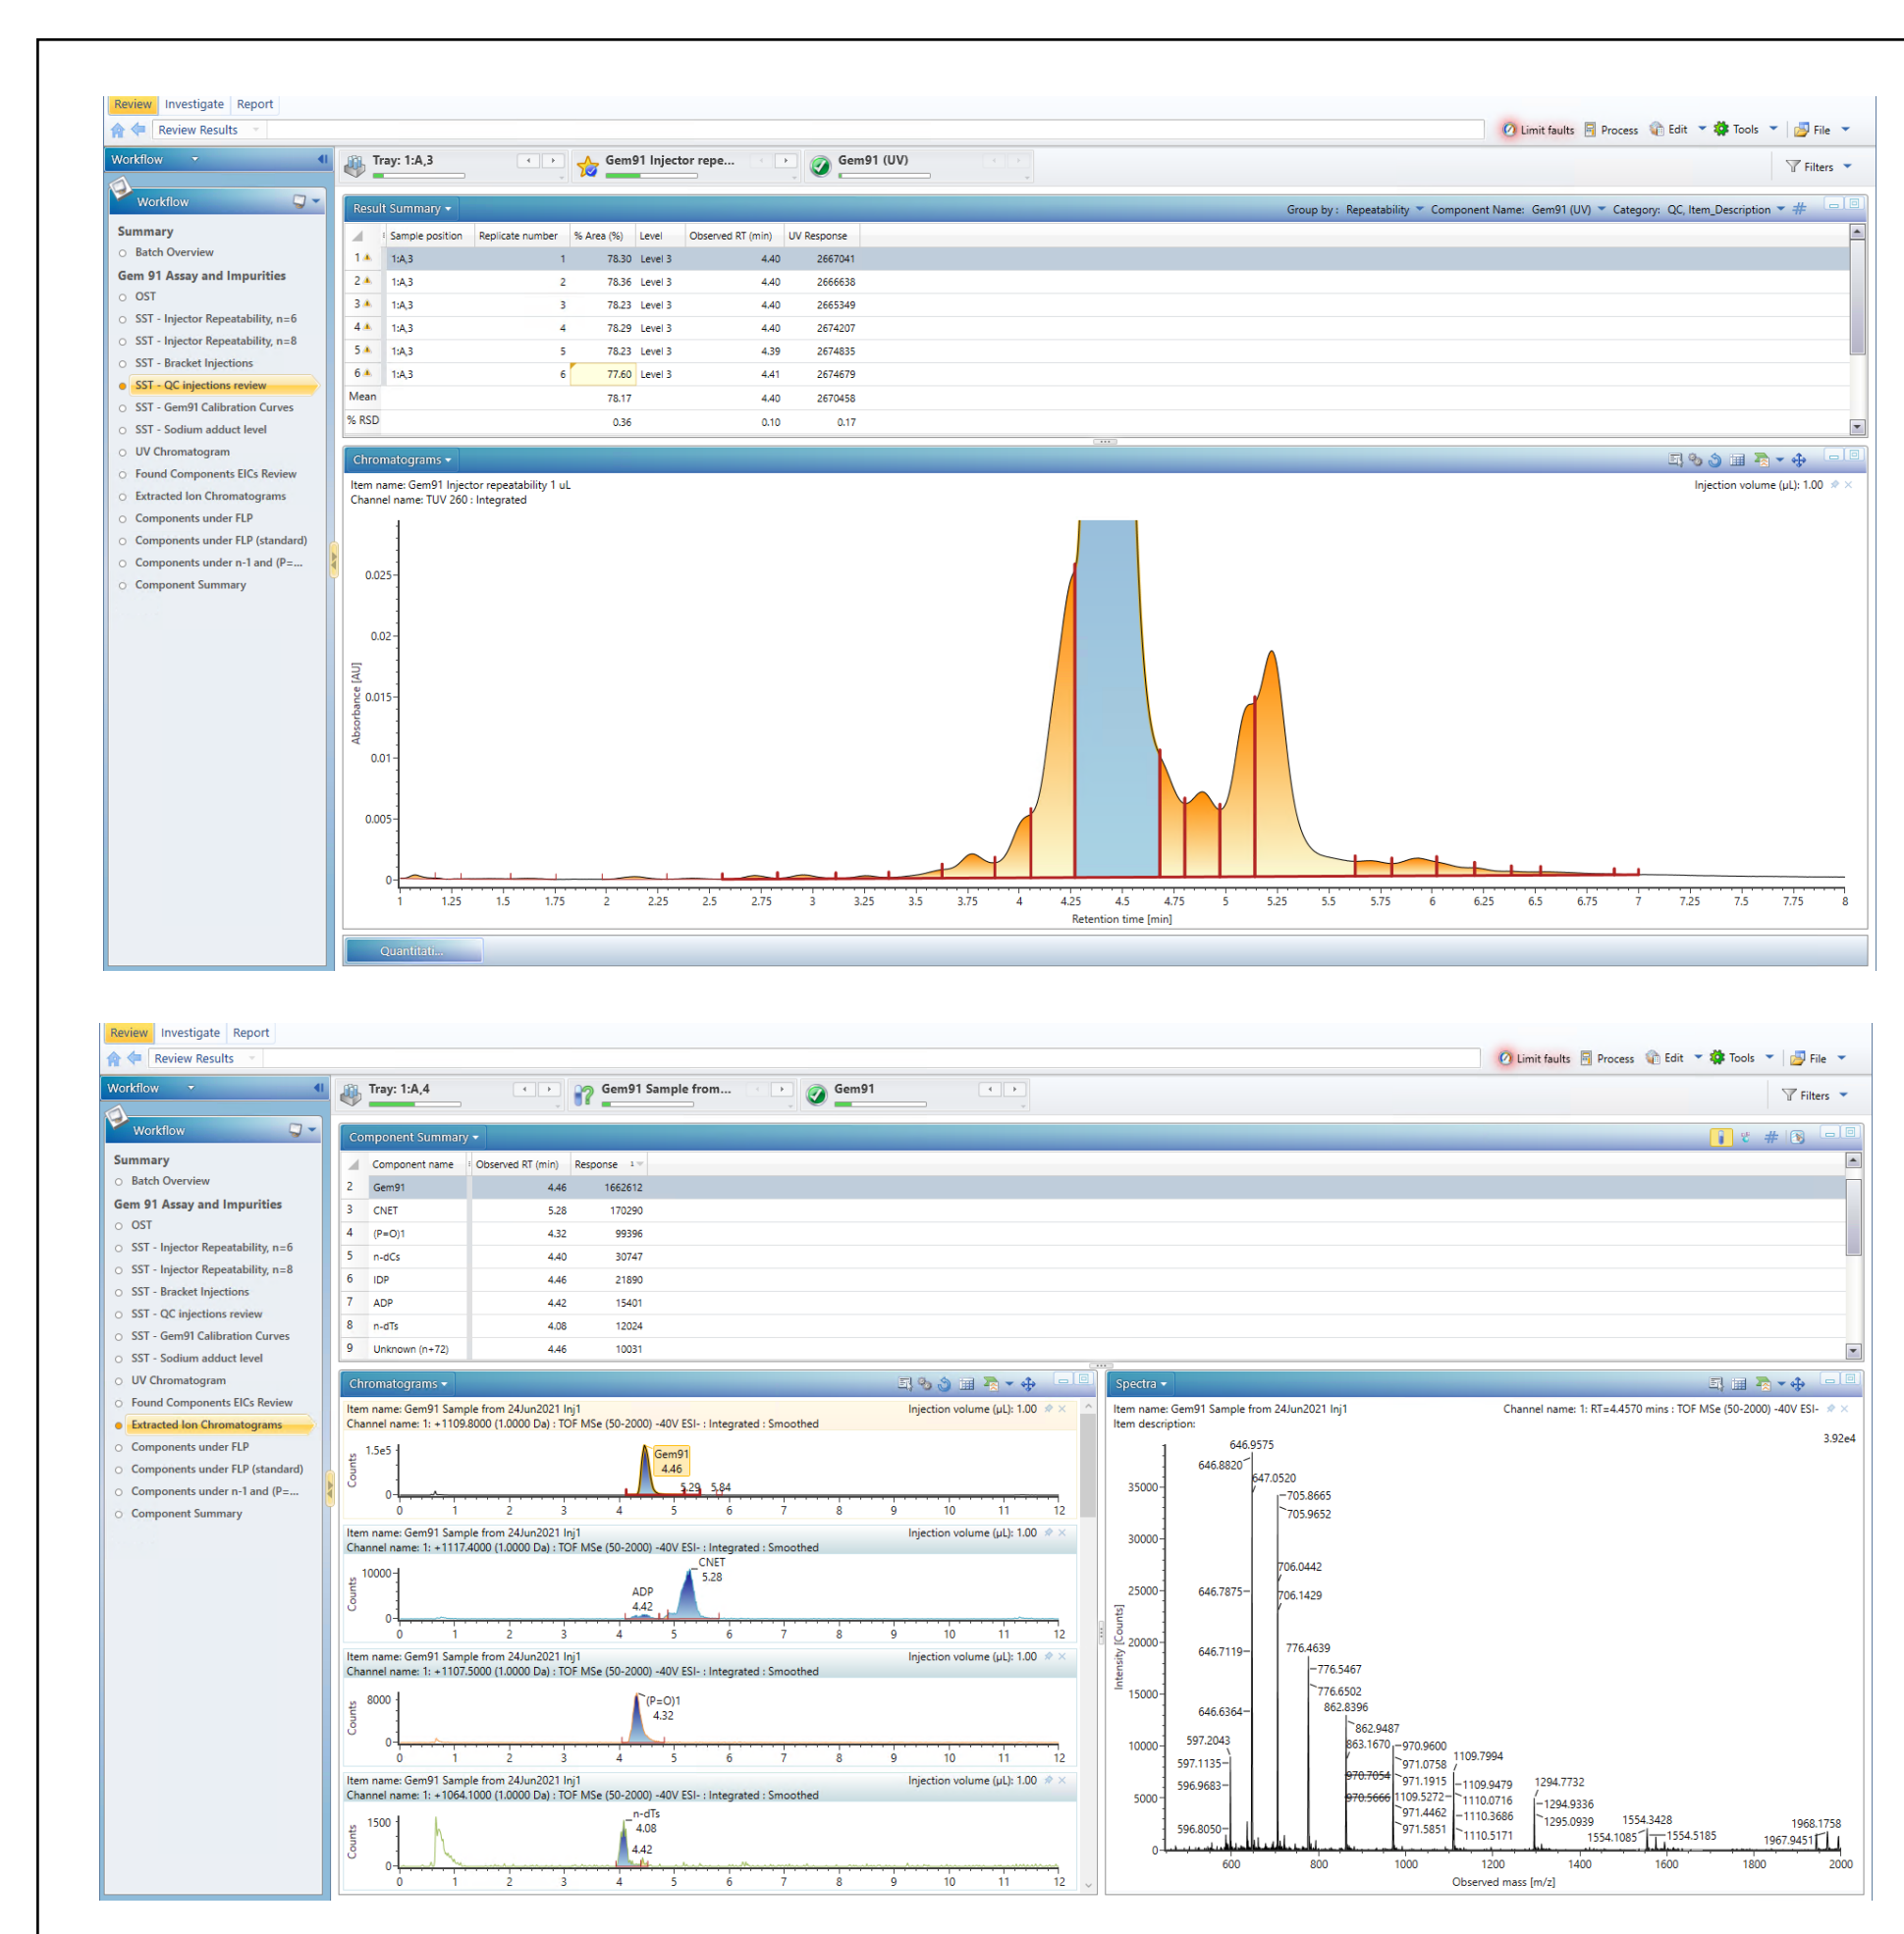 Review Investigate Report
Review Results
Limit faults Process Edit Tools File
Workflow
Tray: 1:A,3
Gem91 Injector repe...
Gem91 (UV)
Filters
Workflow
Summary
Batch Overview
Gem 91 Assay and Impurities
OST
SST - Injector Repeatability, n=6
SST - Injector Repeatability, n=8
SST - Bracket Injections
SST - QC injections review
SST - Gem91 Calibration Curves
SST - Sodium adduct level
UV Chromatogram
Found Components EICs Review
Extracted Ion Chromatograms
Components under FLP
Components under FLP (standard)
Components under n-1 and (P=...
Component Summary
Result Summary
Group by : Repeatability Component Name: Gem91 (UV) Category: QC, Item_Description #
Sample position Replicate number % Area (%) Level Observed RT (min) UV Response
1 1:A,3 1 78.30 Level 3 4.40 2667041
2 1:A,3 2 78.36 Level 3 4.40 2666638
3 1:A,3 3 78.23 Level 3 4.40 2665349
4 1:A,3 4 78.29 Level 3 4.40 2674207
5 1:A,3 5 78.23 Level 3 4.39 2674835
6 1:A,3 6 77.60 Level 3 4.41 2674679
Mean 78.17 4.40 2670458
% RSD 0.36 0.10 0.17
Chromatograms
Item name: Gem91 Injector repeatability 1 uL
Injection volume (µL): 1.00
Channel name: TUV 260 : Integrated
0.025
0.02
0.015
0.01
0.005
0
Absorbance [AU]
1 1.25 1.5 1.75 2 2.25 2.5 2.75 3 3.25 3.5 3.75 4 4.25 4.5 4.75 5 5.25 5.5 5.75 6 6.25 6.5 6.75 7 7.25 7.5 7.75 8
Retention time [min]
Quantitati...
Review Investigate Report
Review Results
Limit faults Process Edit Tools File
Workflow
Tray: 1:A,4
Gem91 Sample from...
Gem91
Filters
Workflow
Summary
Batch Overview
Gem 91 Assay and Impurities
OST
SST - Injector Repeatability, n=6
SST - Injector Repeatability, n=8
SST - Bracket Injections
SST - QC injections review
SST - Gem91 Calibration Curves
SST - Sodium adduct level
UV Chromatogram
Found Components EICs Review
Extracted Ion Chromatograms
Components under FLP
Components under FLP (standard)
Components under n-1 and (P=...
Component Summary
Component Summary
#
Component name Observed RT (min) Response 1
2 Gem91 4.46 1662612
3 CNET 5.28 170290
4 (P=O)1 4.32 99396
5 n-dCs 4.40 30747
6 IDP 4.46 21890
7 ADP 4.42 15401
8 n-dTs 4.08 12024
9 Unknown (n+72) 4.46 10031
Chromatograms
Item name: Gem91 Sample from 24Jun2021 Inj1
Injection volume (µL): 1.00
Channel name: 1: +1109.8000 (1.0000 Da) : TOF MSe (50-2000) -40V ESI- : Integrated : Smoothed
1.5e5
0
Counts
Gem91
4.46
5.29 5.84
0 1 2 3 4 5 6 7 8 9 10 11 12
Item name: Gem91 Sample from 24Jun2021 Inj1
Injection volume (µL): 1.00
Channel name: 1: +1117.4000 (1.0000 Da) : TOF MSe (50-2000) -40V ESI- : Integrated : Smoothed
10000
0
Counts
ADP
4.42
CNET
5.28
0 1 2 3 4 5 6 7 8 9 10 11 12
Item name: Gem91 Sample from 24Jun2021 Inj1
Injection volume (µL): 1.00
Channel name: 1: +1107.5000 (1.0000 Da) : TOF MSe (50-2000) -40V ESI- : Integrated : Smoothed
8000
0
Counts
(P=O)1
4.32
0 1 2 3 4 5 6 7 8 9 10 11 12
Item name: Gem91 Sample from 24Jun2021 Inj1
Injection volume (µL): 1.00
Channel name: 1: +1064.1000 (1.0000 Da) : TOF MSe (50-2000) -40V ESI- : Integrated : Smoothed
1500
0
Counts
n-dTs
4.08
4.42
0 1 2 3 4 5 6 7 8 9 10 11 12
Spectra
Item name: Gem91 Sample from 24Jun2021 Inj1
Channel name: 1: RT=4.4570 mins : TOF MSe (50-2000) -40V ESI-
Item description:
3.92e4
35000
30000
25000
20000
15000
10000
5000
0
Intensity [Counts]
646.9575
646.8820
647.0520
705.8665
705.9652
706.0442
646.7875
706.1429
646.7119
776.4639
776.5467
776.6502
646.6364
862.8396
862.9487
863.1670
597.2043
597.1135
596.9683
596.8050
970.9600
971.0758
970.7054
971.1915
970.5666
971.4462
971.5851
1109.7994
1109.9479
1109.5272
1110.0716
1110.3686
1110.5171
1294.7732
1294.9336
1295.0939
1554.3428
1554.1085
1554.5185
1968.1758
1967.9451
600 800 1000 1200 1400 1600 1800 2000
Observed mass [m/z]